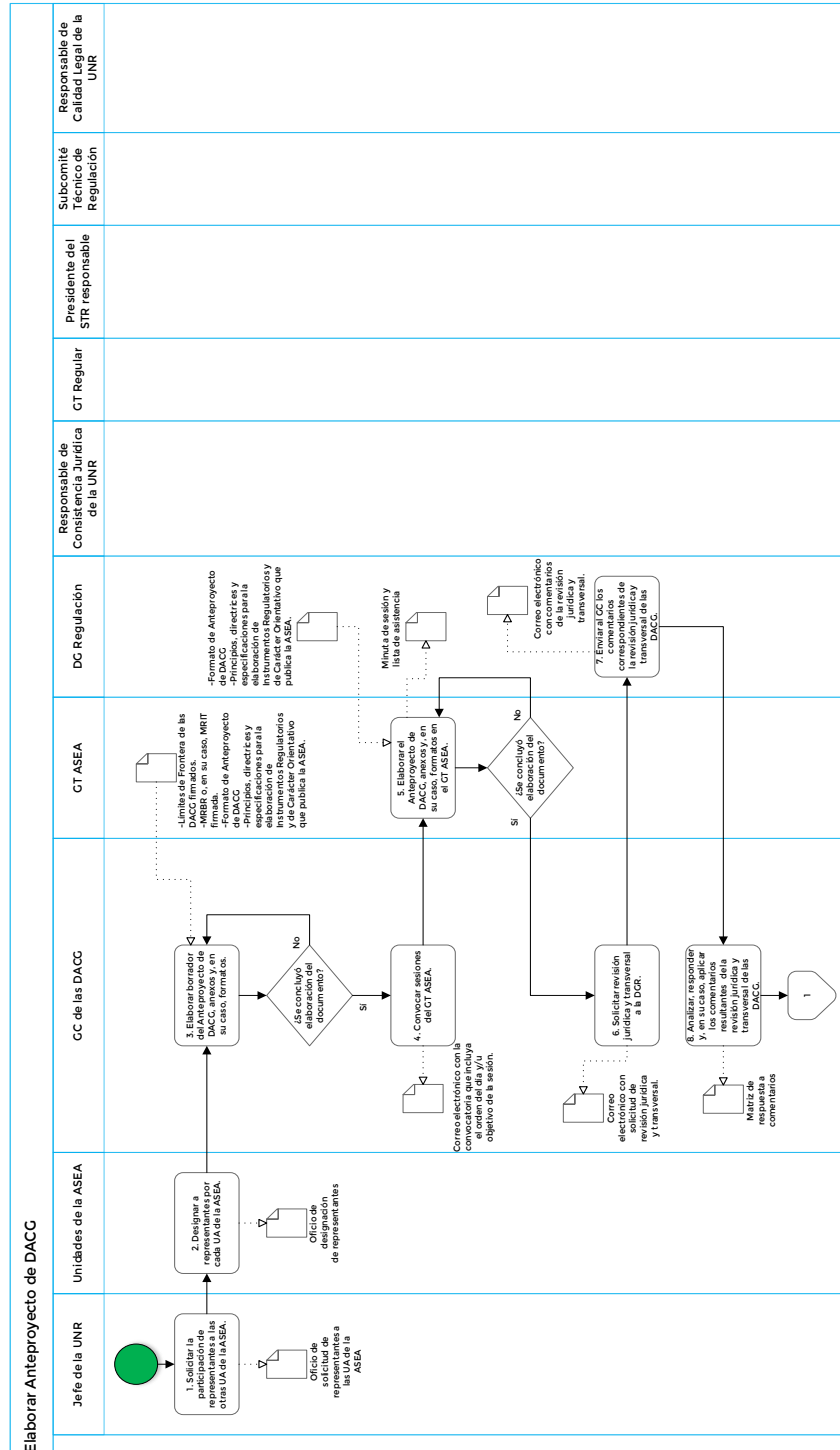 Elaborar Anteproyecto de DACG
Jefe de la UNR
Unidades de la ASEA
GC de las DACG
GT ASEA
DG Regulación
Responsable de
Consistencia Jurídica
de la UNR
GT Regular
Presidente del
STR responsable
Subcomité
Técnico de
Regulación
Responsable de
Calidad Legal de la
UNR
1. Solicitar la
participación de
representantes a las
otras UA de la ASEA.
Oficio de
solicitud de
representantes a
las UA de la
ASEA
2. Designar a
representantes por
cada UA de la ASEA.
Oficio de
designación
de representantes
3. Elaborar borrador
del Anteproyecto de
DACG, anexos y, en
su caso, formatos.
-Límites de Frontera de las
DACG firmados.
-MRBR o, en su caso, MRIT
firmada.
-Formato de Anteproyecto
de DACG
-Principios, directrices y
especificaciones para la
elaboración de
Instrumentos Regulatorios
y de Carácter Orientativo
que publica la ASEA.
¿Se concluyó
elaboración del
documento?
No
Sí
4. Convocar sesiones
del GT ASEA.
Correo electrónico con la
convocatoria que incluya
el orden del día y/u
objetivo de la sesión.
5. Elaborar el
Anteproyecto de
DACG, anexos y, en
su caso, formatos en
el GT ASEA.
-Formato de Anteproyecto
de DACG
-Principios, directrices y
especificaciones para la
elaboración de
Instrumentos Regulatorios y
de Carácter Orientativo que
publica la ASEA.
Minuta de sesión y
lista de asistencia
¿Se concluyó
elaboración del
documento?
No
Sí
6. Solicitar revisión
jurídica y transversal
a la DGR.
Correo
electrónico con
solicitud de
revisión jurídica
y transversal.
7. Enviar al GC los
comentarios
correspondientes de
la revisión jurídica y
transversal de las
DACG.
Correo electrónico
con comentarios
de la revisión
jurídica y
transversal.
8. Analizar, responder
y, en su caso, aplicar
los comentarios
resultantes de la
revisión jurídica y
transversal de las
DACG.
Matriz de
respuesta a
comentarios
1